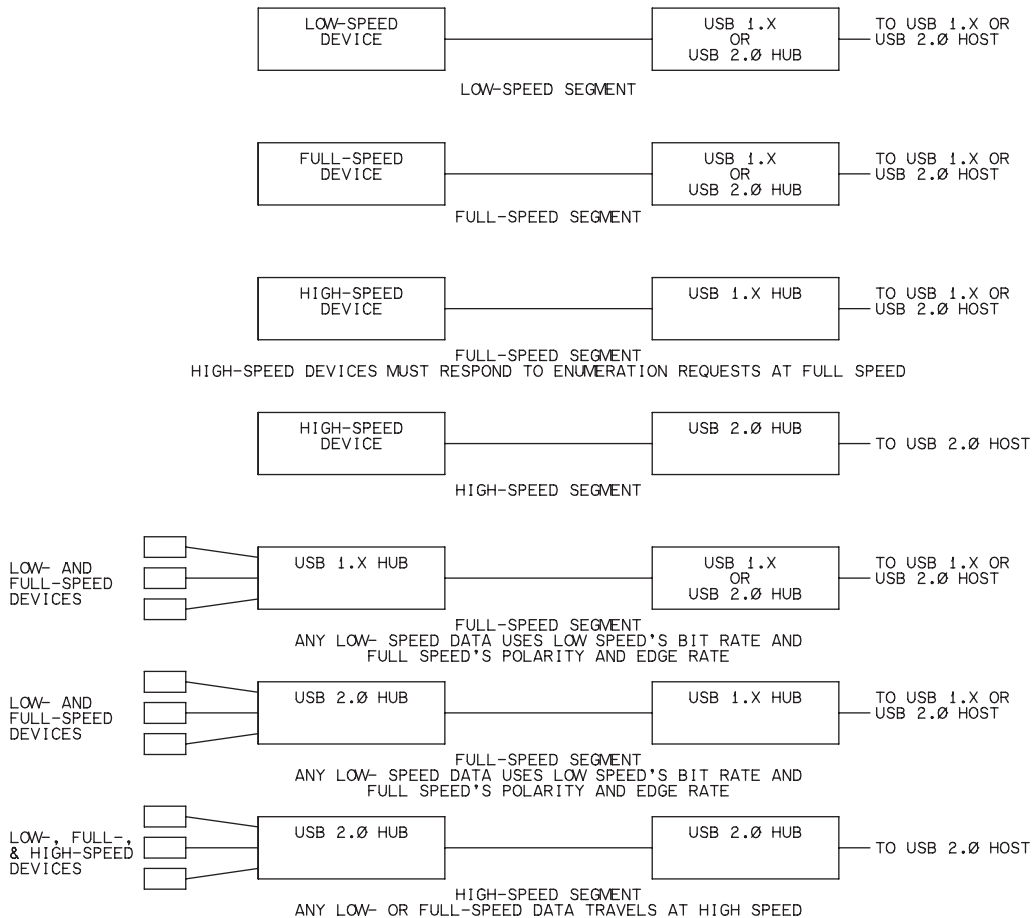 LOW-SPEED
DEVICE
USB 1.X
OR
USB 2.Ø HUB
TO USB 1.X OR
USB 2.Ø HOST
LOW-SPEED SEGMENT
FULL-SPEED
DEVICE
USB 1.X
OR
USB 2.Ø HUB
TO USB 1.X OR
USB 2.Ø HOST
FULL-SPEED SEGMENT
HIGH-SPEED
DEVICE
USB 1.X HUB
TO USB 1.X OR
USB 2.Ø HOST
FULL-SPEED SEGMENT
HIGH-SPEED DEVICES MUST RESPOND TO ENUMERATION REQUESTS AT FULL SPEED
HIGH-SPEED
DEVICE
USB 2.Ø HUB
TO USB 2.Ø HOST
HIGH-SPEED SEGMENT
LOW- AND
FULL-SPEED
DEVICES
USB 1.X HUB
USB 1.X
OR
USB 2.Ø HUB
TO USB 1.X OR
USB 2.Ø HOST
FULL-SPEED SEGMENT
ANY LOW- SPEED DATA USES LOW SPEED'S BIT RATE AND
FULL SPEED'S POLARITY AND EDGE RATE
LOW- AND
FULL-SPEED
DEVICES
USB 2.Ø HUB
USB 1.X HUB
TO USB 1.X OR
USB 2.Ø HOST
FULL-SPEED SEGMENT
ANY LOW- SPEED DATA USES LOW SPEED'S BIT RATE AND
FULL SPEED'S POLARITY AND EDGE RATE
LOW-, FULL-,
& HIGH-SPEED
DEVICES
USB 2.Ø HUB
USB 2.Ø HUB
TO USB 2.Ø HOST
HIGH-SPEED SEGMENT
ANY LOW- OR FULL-SPEED DATA TRAVELS AT HIGH SPEED